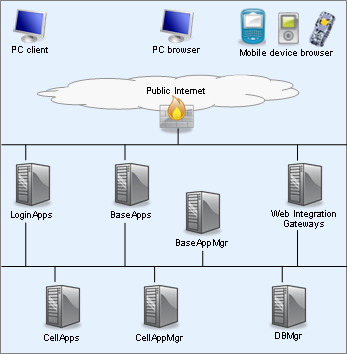 PC client
PC browser
Mobile device browser
Public Internet
LoginApps
BaseApps
BaseAppMgr
Web Integration
Gateways
CellApps
CellAppMgr
DBMgr